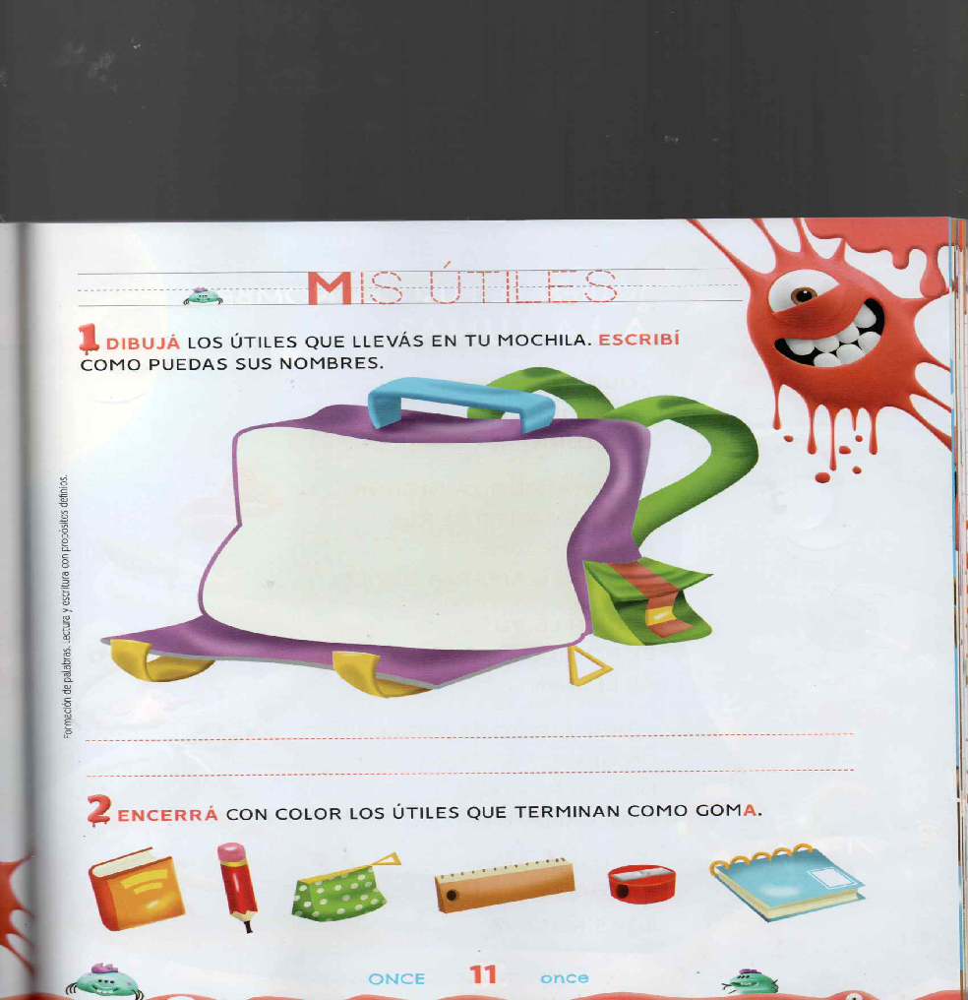 MIS ÚTILES
1 DIBUJÁ LOS ÚTILES QUE LLEVÁS EN TU MOCHILA. ESCRIBÍ
COMO PUEDAS SUS NOMBRES.
Formación de palabras. Lectura y escritura con propósitos definios.
2 ENCERRÁ CON COLOR LOS ÚTILES QUE TERMINAN COMO GOMA.
ONCE 11 once